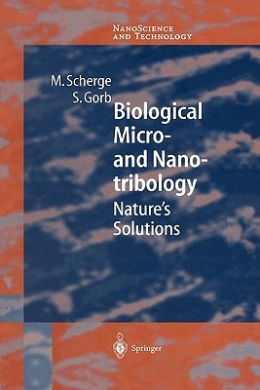 NanoScience
and Technology
M. Scherge
S. Gorb
Biological
Micro-
and Nano-
tribology
Nature's
Solutions
Springer